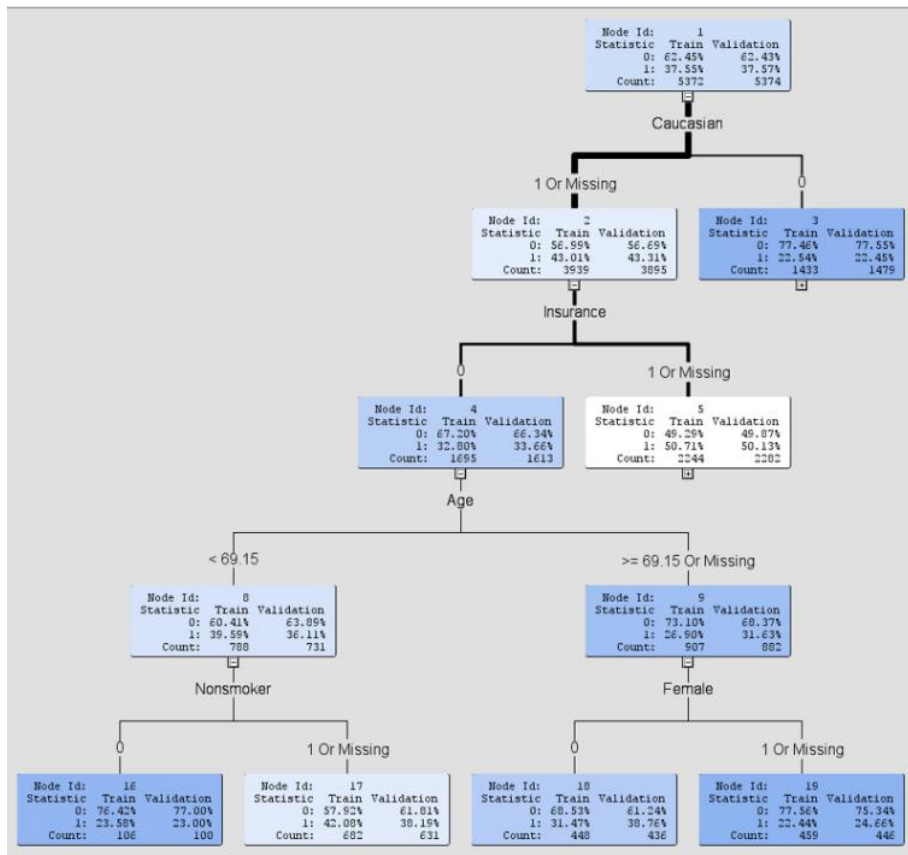 Node Id: 1
Statistic Train Validation
0: 62.45% 62.43%
1: 37.55% 37.57%
Count: 5372 5374
Caucasian
1 Or Missing
0
Node Id: 2
Statistic Train Validation
0: 56.99% 56.69%
1: 43.01% 43.31%
Count: 3939 3895
Node Id: 3
Statistic Train Validation
0: 77.46% 77.55%
1: 22.54% 22.45%
Count: 1433 1479
Insurance
0
1 Or Missing
Node Id: 4
Statistic Train Validation
0: 67.20% 66.34%
1: 32.80% 33.66%
Count: 1695 1613
Node Id: 5
Statistic Train Validation
0: 49.29% 49.87%
1: 50.71% 50.13%
Count: 2244 2282
Age
< 69.15
>= 69.15 Or Missing
Node Id: 8
Statistic Train Validation
0: 60.41% 63.89%
1: 39.59% 36.11%
Count: 788 731
Node Id: 9
Statistic Train Validation
0: 73.10% 68.37%
1: 26.90% 31.63%
Count: 907 882
Nonsmoker
Female
0
1 Or Missing
0
1 Or Missing
Node Id: 16
Statistic Train Validation
0: 76.42% 77.00%
1: 23.58% 23.00%
Count: 106 100
Node Id: 17
Statistic Train Validation
0: 57.92% 61.81%
1: 42.08% 38.19%
Count: 682 631
Node Id: 18
Statistic Train Validation
0: 68.53% 61.24%
1: 31.47% 38.76%
Count: 448 436
Node Id: 19
Statistic Train Validation
0: 77.56% 75.34%
1: 22.44% 24.66%
Count: 459 446